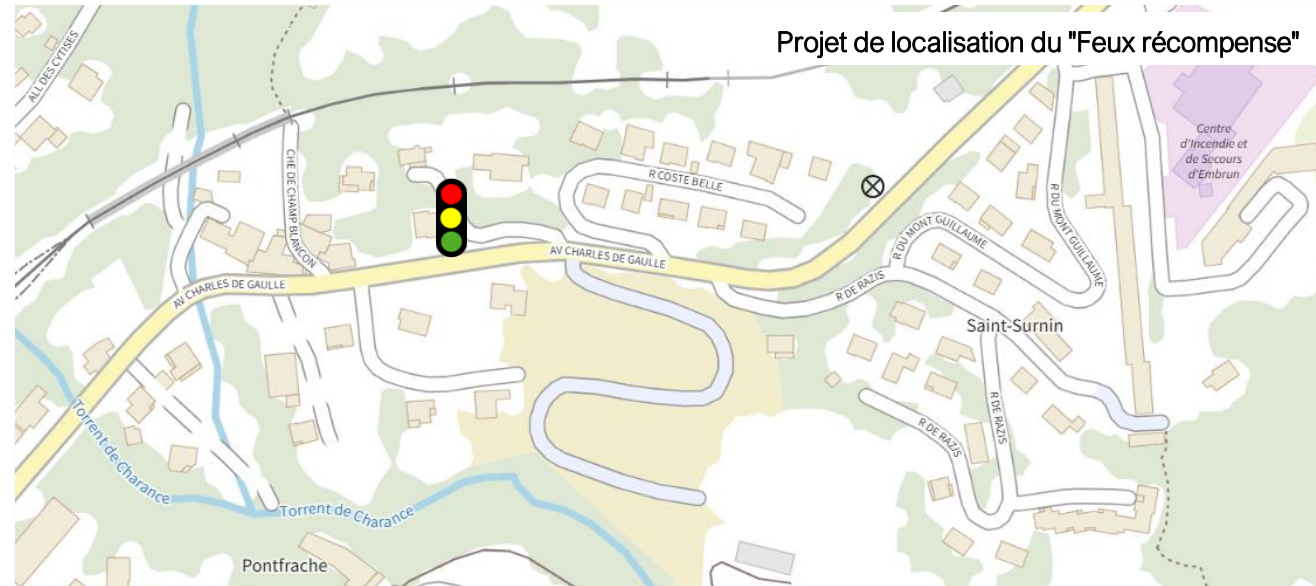 Projet de localisation du "Feux récompense"
ALL DES CYTISES
Centre
d'Incendie et
de Secours
d'Embrun
CHE DE CHAMP BLANCON
R COSTE BELLE
R DU MONT GUILLAUME
R DU MONT GUILLAUME
AV CHARLES DE GAULLE
AV CHARLES DE GAULLE
R DE RAZIS
Saint-Surnin
R DE RAZIS
R DE RAZIS
Torrent de Charance
Torrent de Charance
Pontfrache